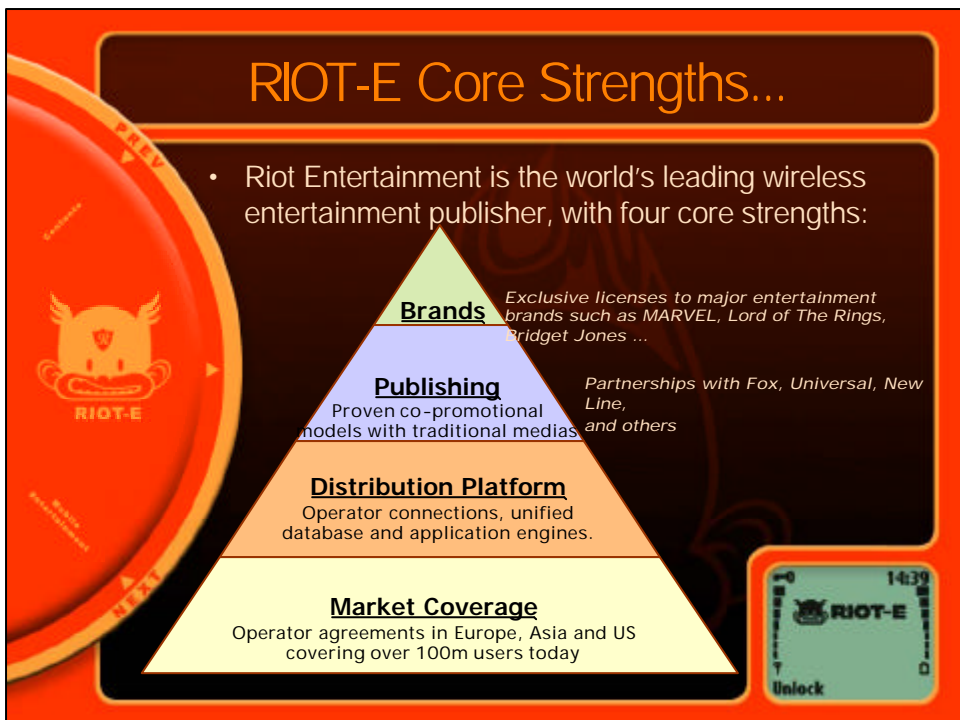 RIOT-E Core Strengths...
• Riot Entertainment is the world's leading wireless
entertainment publisher, with four core strengths:
Brands
Exclusive licenses to major entertainment
brands such as MARVEL, Lord of The Rings,
Bridget Jones ...
Publishing
Proven co-promotional
models with traditional medias
Partnerships with Fox, Universal, New
Line,
and others
Distribution Platform
Operator connections, unified
database and application engines.
Market Coverage
Operator agreements in Europe, Asia and US
covering over 100m users today
PREV
Contents
RIOT-E
Mobile
Entertainment
NEXT
14:39
RIOT-E
Unlock